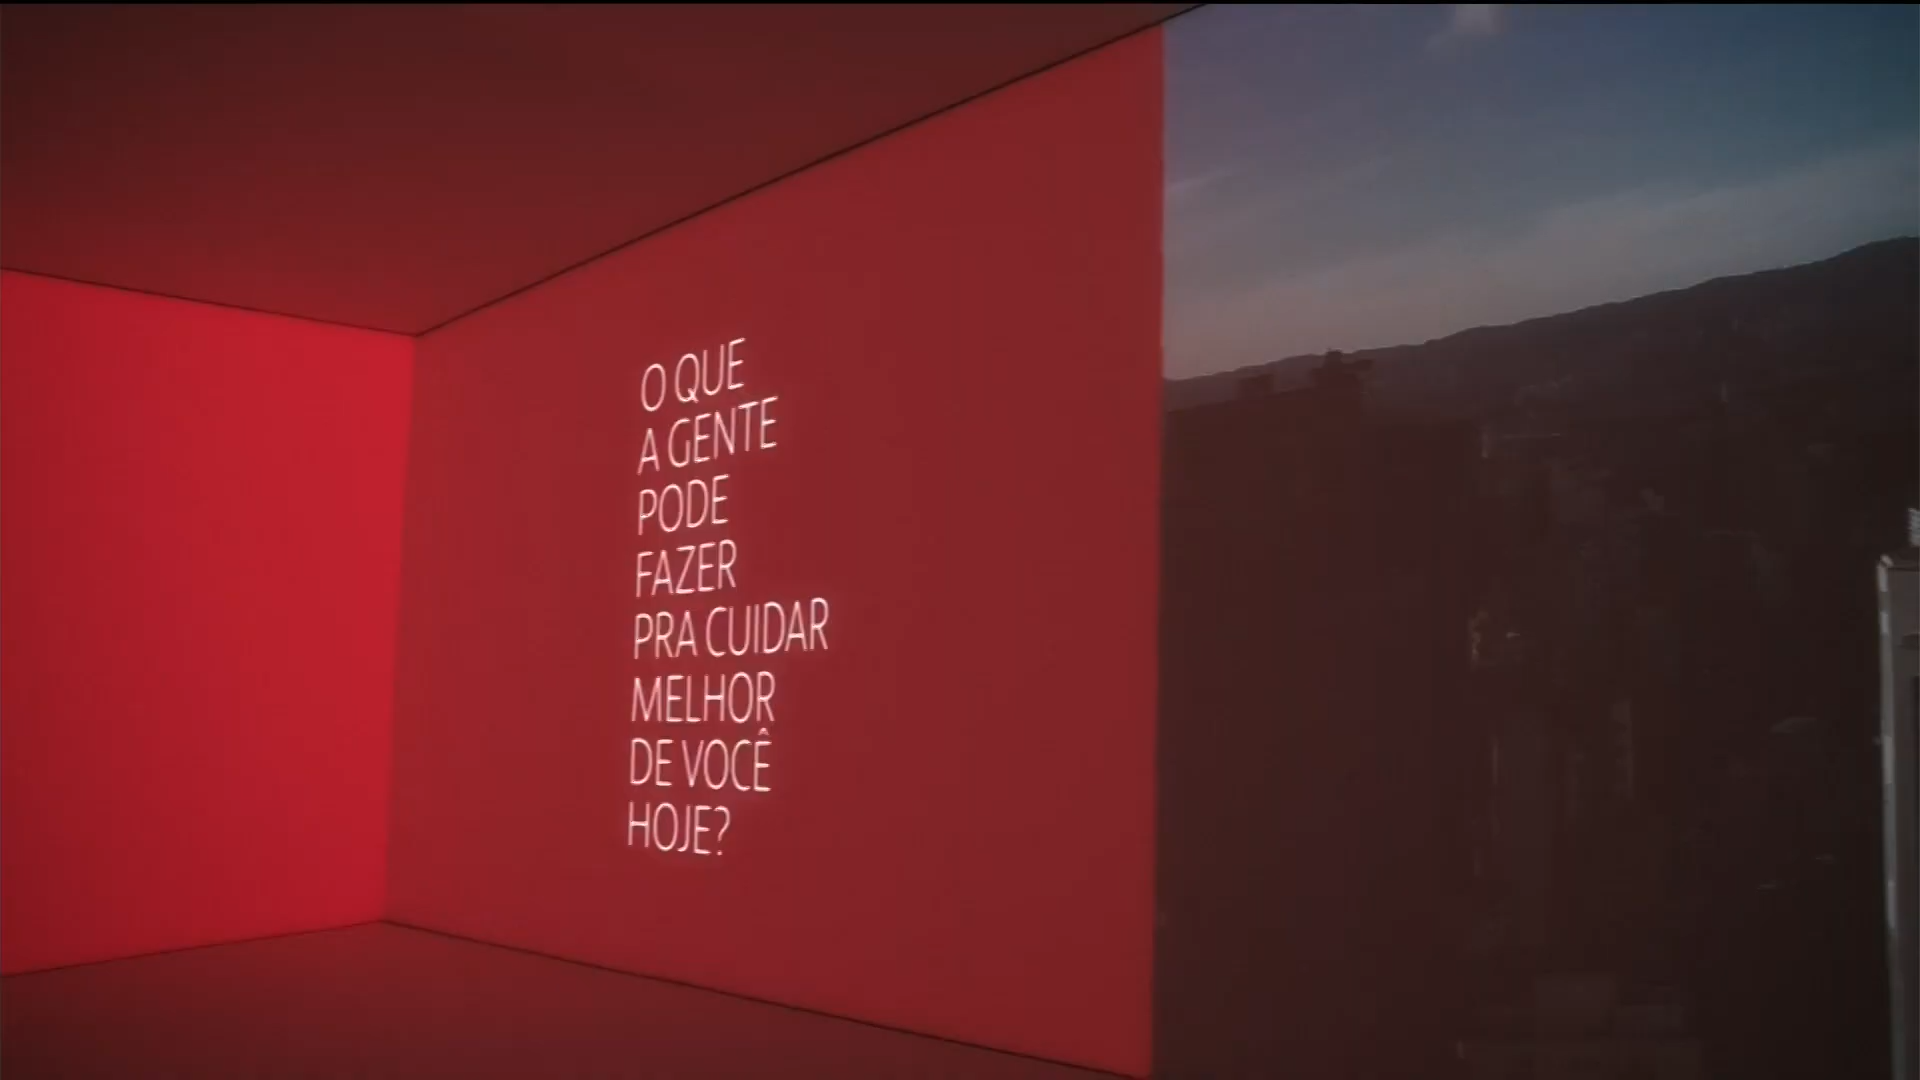 O QUE
A GENTE
PODE
FAZER
PRA CUIDAR
MELHOR
DE VOCÊ
HOJE?